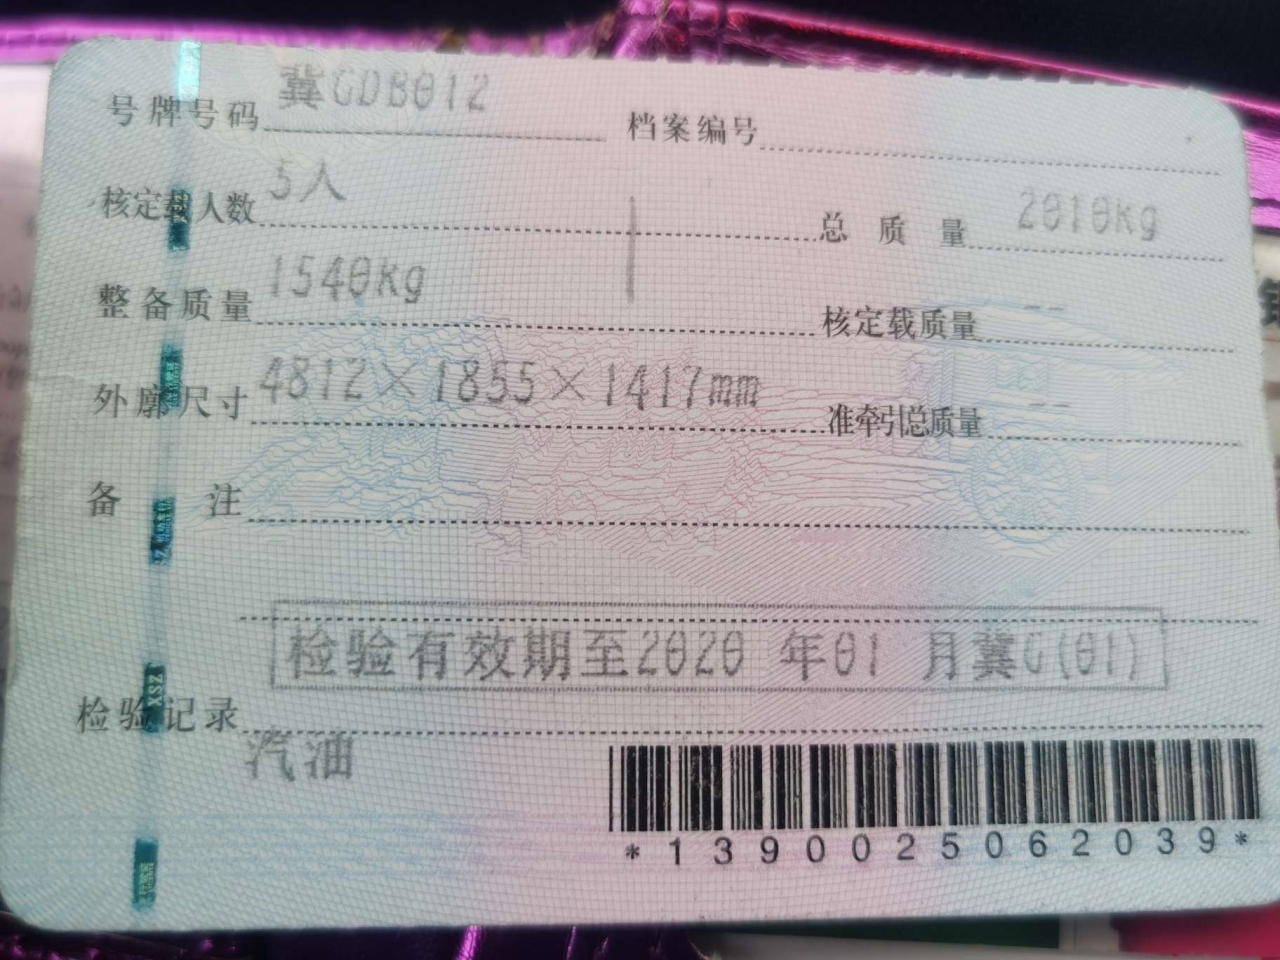 号牌号码 冀GDB012 档案编号
核定载人数 5人 总质量 2010kg
整备质量 1540kg 核定载质量 --
外廓尺寸 4812×1855×1417mm 准牵引总质量 --
备注
检验有效期至2020 年01 月冀G(01)
检验记录
汽油
*1390025062039*
XSZ